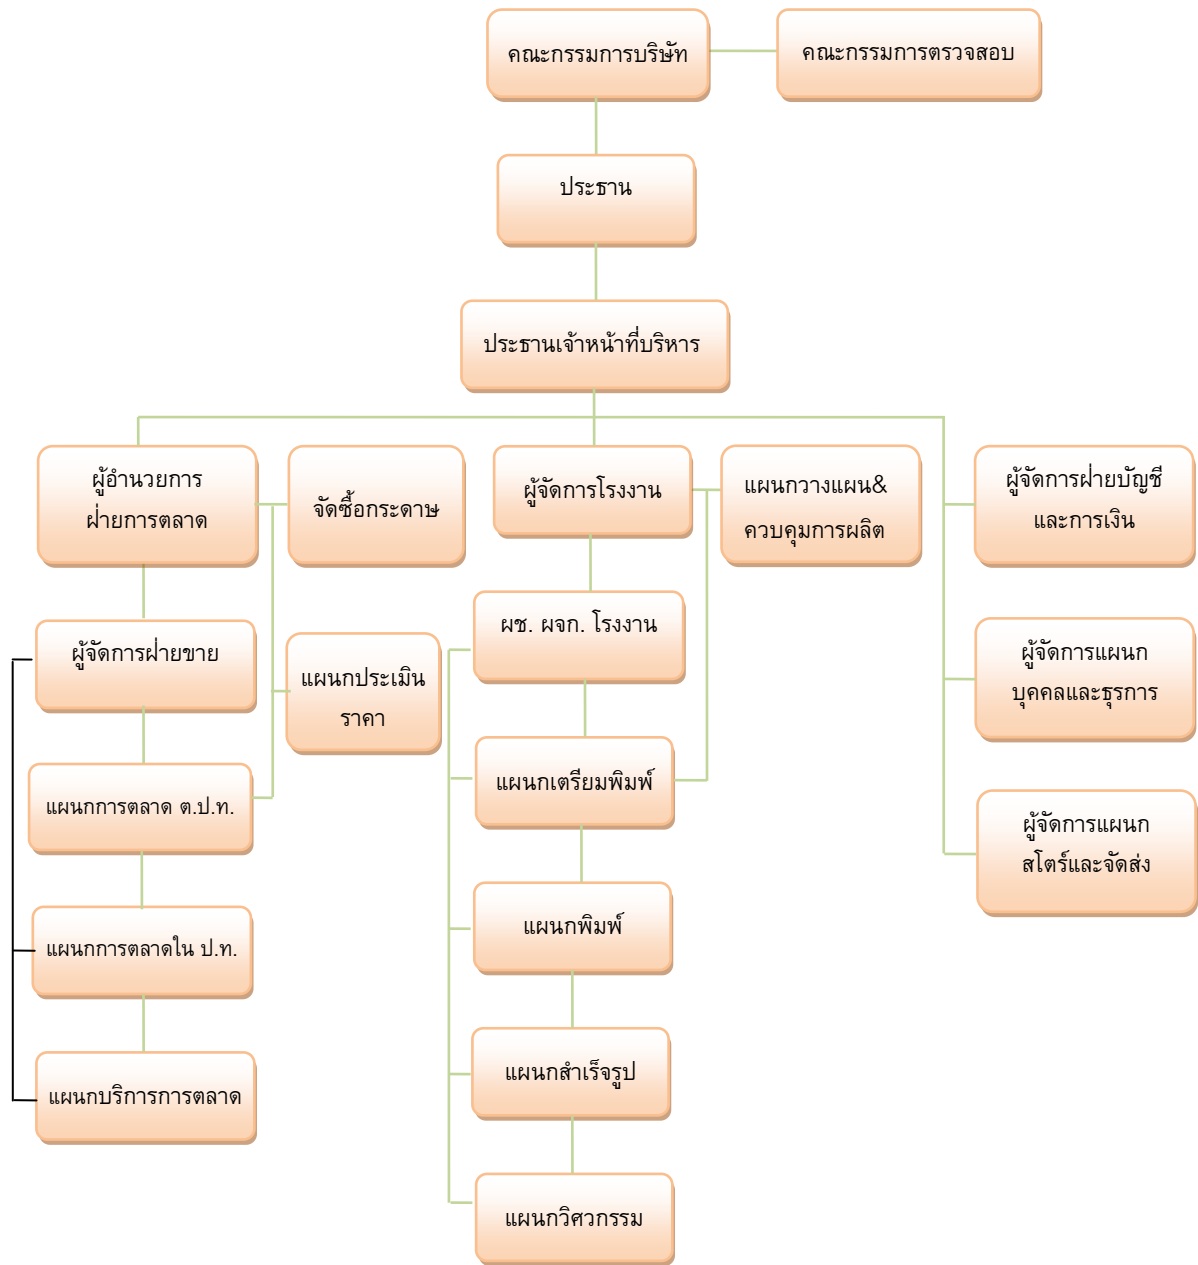 คณะกรรมการบริษัท
คณะกรรมการตรวจสอบ
ประธาน
ประธานเจ้าหน้าที่บริหาร
ผู้อำนวยการ
ฝ่ายการตลาด
จัดซื้อกระดาษ
ผู้จัดการโรงงาน
แผนกวางแผน&
ควบคุมการผลิต
ผู้จัดการฝ่ายบัญชี
และการเงิน
ผู้จัดการฝ่ายขาย
แผนกประเมิน
ราคา
ผช. ผจก. โรงงาน
ผู้จัดการแผนก
บุคคลและธุรการ
แผนกการตลาด ต.ป.ท.
แผนกเตรียมพิมพ์
ผู้จัดการแผนก
สโตร์และจัดส่ง
แผนกการตลาดใน ป.ท.
แผนกพิมพ์
แผนกบริการการตลาด
แผนกสำเร็จรูป
แผนกวิศวกรรม